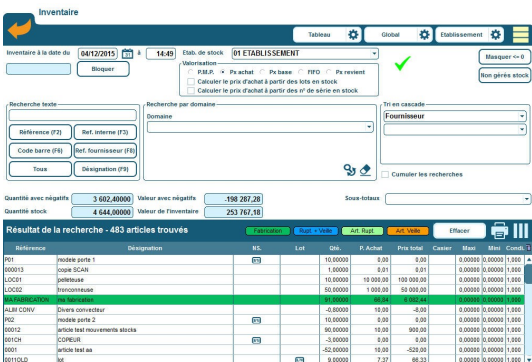 Inventaire
Tableau
Global
Etablissement
Inventaire à la date du
04/12/2015
à
14:49
Etab. de stock
01 ETABLISSEMENT
Masquer <= 0
Bloquer
Valorisation
P.M.P.
Px achat
Px base
FIFO
Px revient
Calculer le prix d'achat à partir des lots en stock
Calculer le prix d'achat à partir des n° de série en stock
Non gérés stock
Recherche texte
Recherche par domaine
Tri en cascade
Domaine
Fournisseur
Référence (F2)
Ref. interne (F3)
Code barre (F6)
Ref. fournisseur (F8)
Tous
Désignation (F9)
Cumuler les recherches
Quantité avec négatifs
3 602,40000
Valeur avec négatifs
-198 287,28
Sous-totaux
Quantité stock
4 644,00000
Valeur de l'inventaire
253 767,18
Résultat de la recherche - 483 articles trouvés
Fabrication
Rupt. + Veille
Art. Rupt
Art. Veille
Effacer
Référence Désignation NS. Lot Qté. P. Achat Prix total Casier Maxi Mini Condi.
P01 modele porte 1 10,00000 0,00 0,00 0,00000 0,00000 1,000
000013 copie SCAN 1,00000 0,01 0,01 0,00000 0,00000 1,000
LOC01 pelleteuse 10,00000 10 000,00 100 000,00 0,00000 0,00000 1,000
LOC02 tronconneuse 50,00000 1 000,00 50 000,00 0,00000 0,00000 1,000
MA FABRICATION ma fabrication 91,00000 66,84 6 082,44 0,00000 0,00000 1,000
ALIM CONV Divers convecteur -0,80000 10,00 -8,00 0,00000 0,00000 1,000
P02 modele porte 2 10,00000 0,00 0,00 0,00000 0,00000 1,000
00012 article test mouvements stocks 90,00000 10,00 900,00 0,00000 0,00000 1,000
001CH COPEUR -3,00000 0,00 0,00 0,00000 0,00000 1,000
0001 article test aa -52,00000 10,00 -520,00 0,00000 0,00000 1,000
0011OLD lot 9,00000 7,37 66,33 0,00000 0,00000 1,000